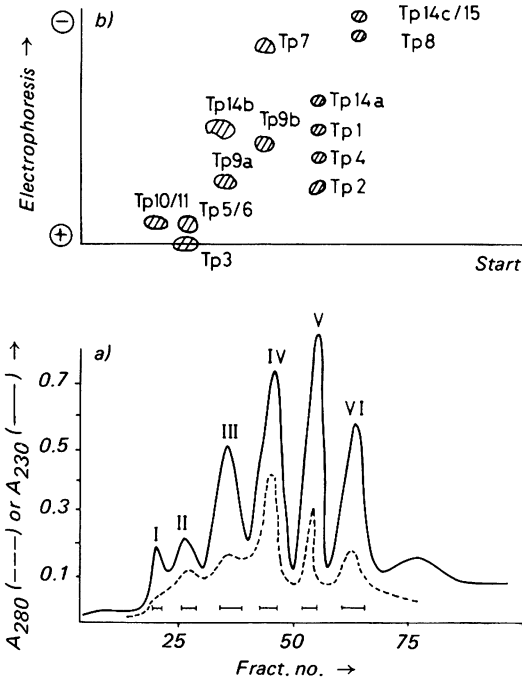 b)
Electrophoresis →
⊖
⊕
Tp14c/15
Tp8
Tp7
Tp14a
Tp14b
Tp9b
Tp1
Tp4
Tp9a
Tp2
Tp10/11
Tp5/6
Tp3
Start
a)
A280 (---) or A230 (—) →
0.7
0.5
0.3
0.1
I
II
III
IV
V
VI
25
50
75
Fract. no. →